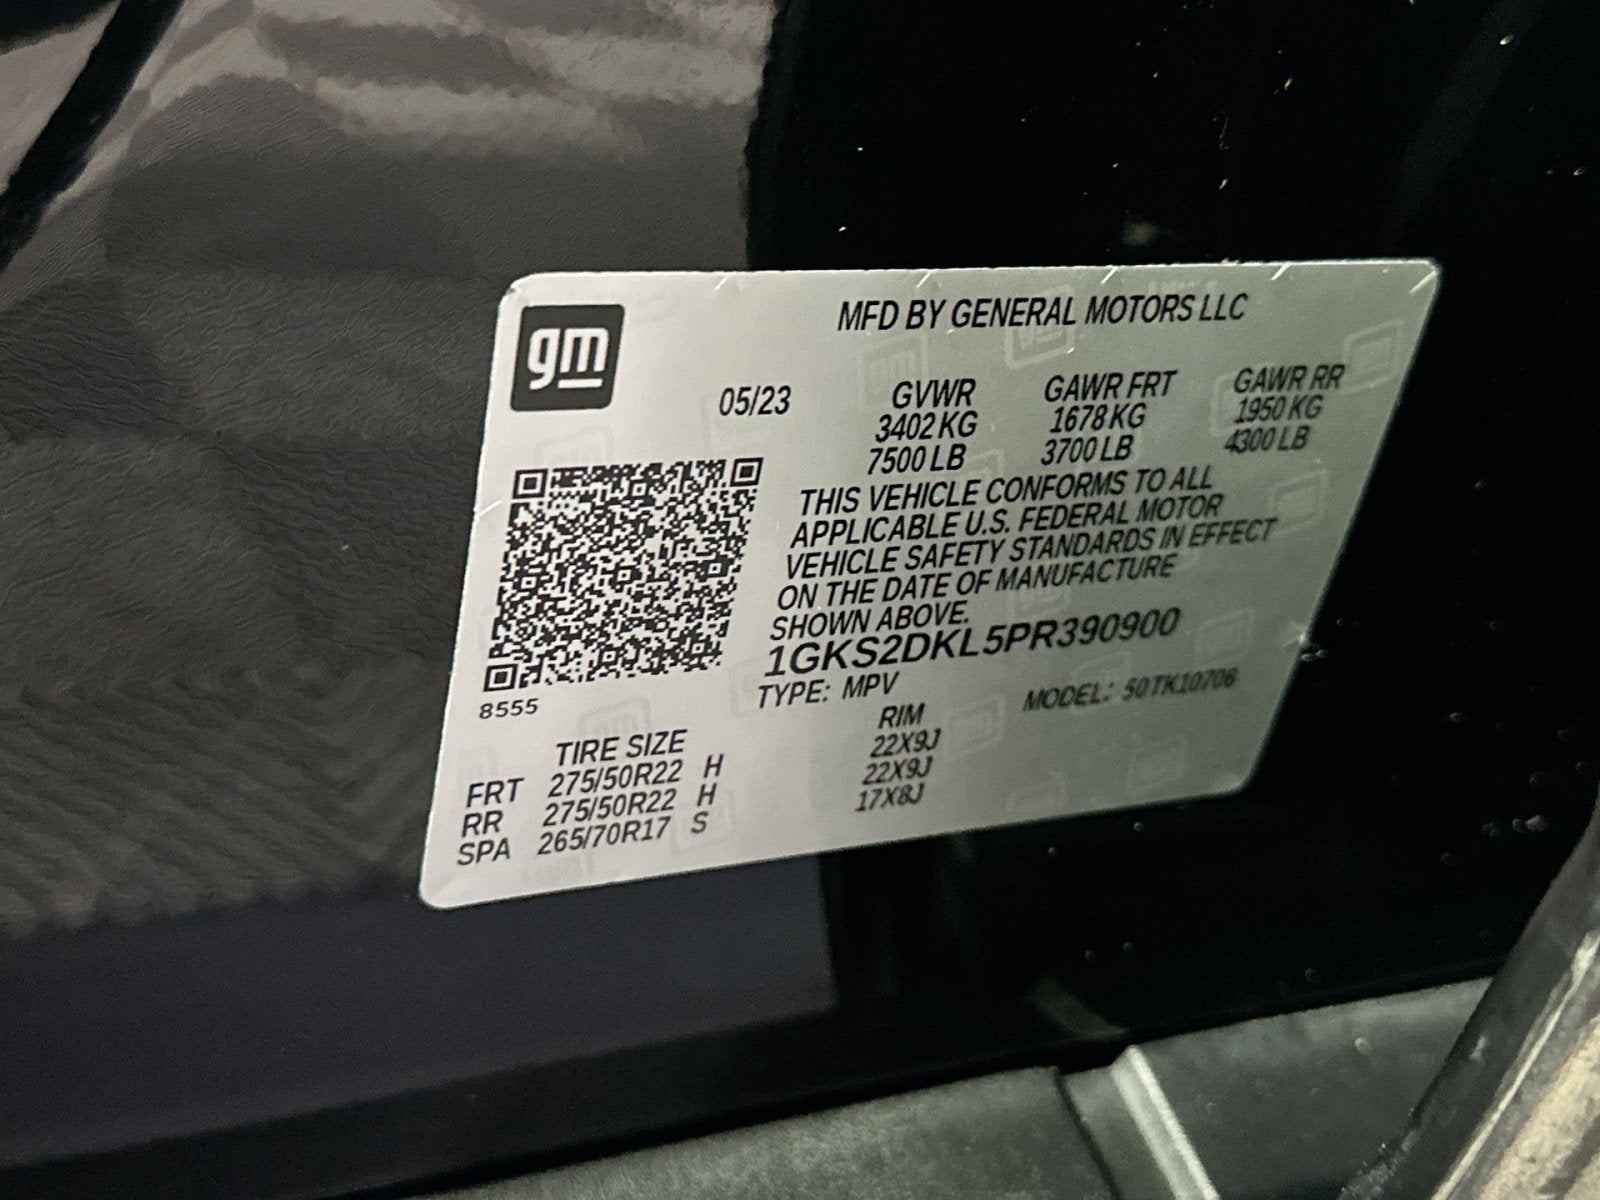 gm
MFD BY GENERAL MOTORS LLC
05/23 GVWR GAWR FRT GAWR RR
3402 KG 1678 KG 1950 KG
7500 LB 3700 LB 4300 LB
THIS VEHICLE CONFORMS TO ALL
APPLICABLE U.S. FEDERAL MOTOR
VEHICLE SAFETY STANDARDS IN EFFECT
ON THE DATE OF MANUFACTURE
SHOWN ABOVE.
1GKS2DKL5PR390900
TYPE: MPV MODEL: 50TK10706
8555
TIRE SIZE RIM
FRT 275/50R22 H 22X9J
RR 275/50R22 H 22X9J
SPA 265/70R17 S 17X8J